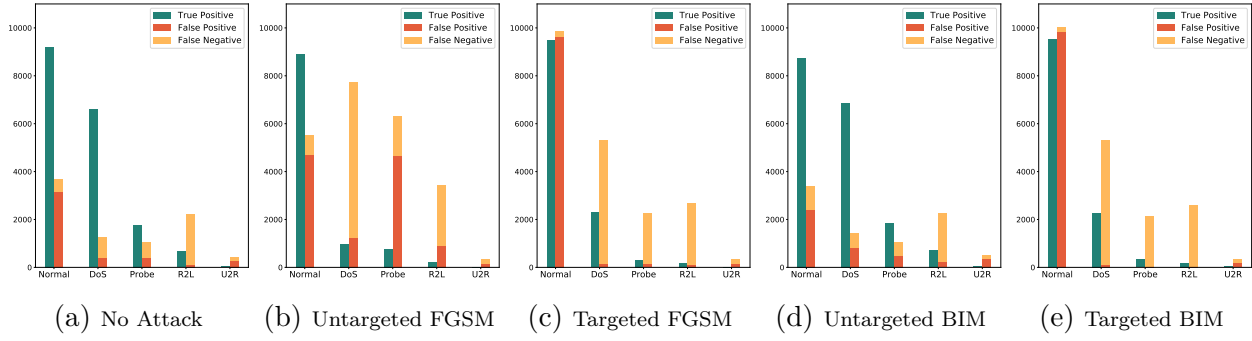 True Positive
False Positive
False Negative
10000
8000
6000
4000
2000
0
Normal DoS Probe R2L U2R
(a) No Attack
True Positive
False Positive
False Negative
10000
8000
6000
4000
2000
0
Normal DoS Probe R2L U2R
(b) Untargeted FGSM
True Positive
False Positive
False Negative
10000
8000
6000
4000
2000
0
Normal DoS Probe R2L U2R
(c) Targeted FGSM
True Positive
False Positive
False Negative
10000
8000
6000
4000
2000
0
Normal DoS Probe R2L U2R
(d) Untargeted BIM
True Positive
False Positive
False Negative
10000
8000
6000
4000
2000
0
Normal DoS Probe R2L U2R
(e) Targeted BIM